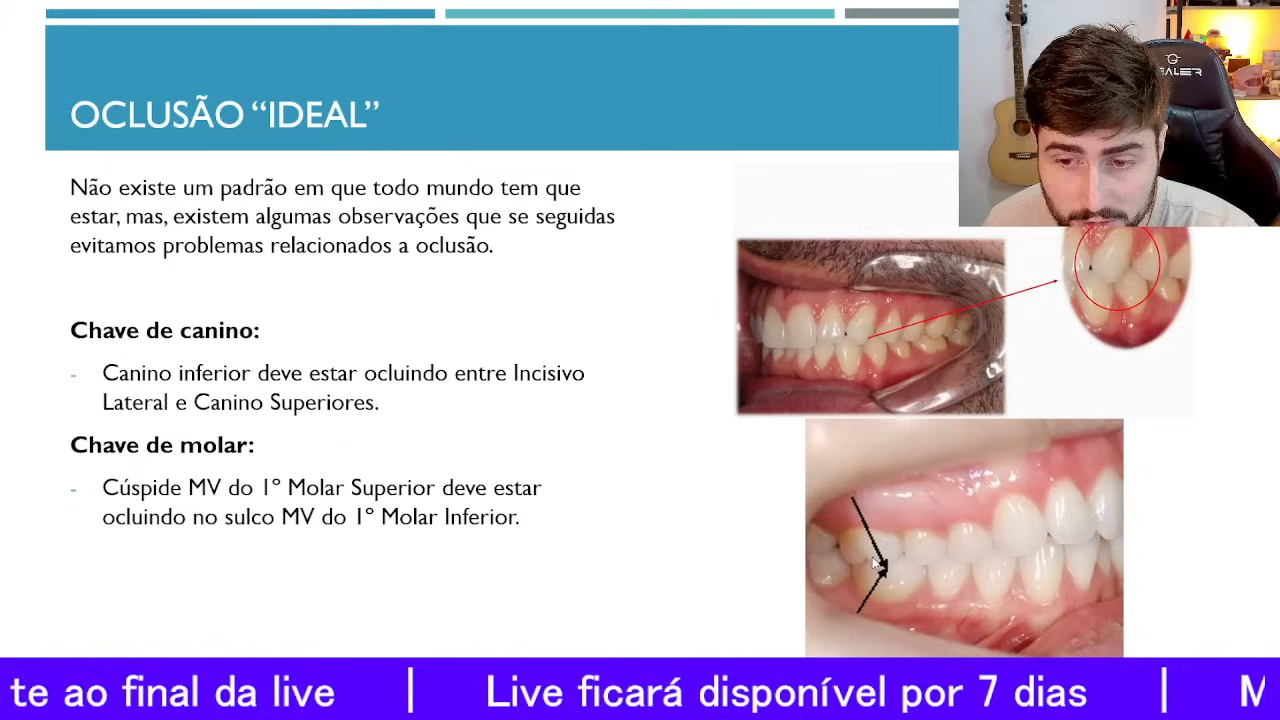 OCLUSÃO “IDEAL”
Não existe um padrão em que todo mundo tem que
estar, mas, existem algumas observações que se seguidas
evitamos problemas relacionados a oclusão.
Chave de canino:
- Canino inferior deve estar ocluindo entre Incisivo
Lateral e Canino Superiores.
Chave de molar:
- Cúspide MV do 1º Molar Superior deve estar
ocluindo no sulco MV do 1º Molar Inferior.
te ao final da live | Live ficará disponível por 7 dias | M